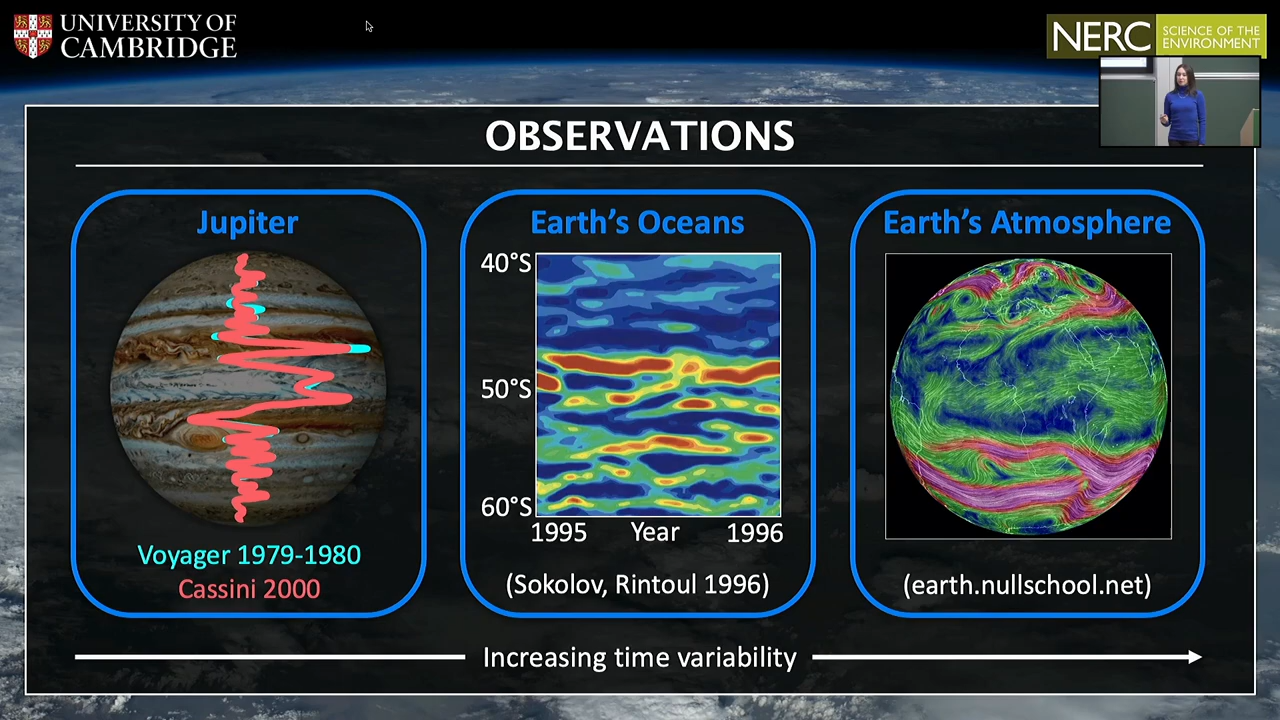 UNIVERSITY OF
CAMBRIDGE
NERC
SCIENCE OF THE
ENVIRONMENT
OBSERVATIONS
Jupiter
Voyager 1979-1980
Cassini 2000
Earth's Oceans
40°S
50°S
60°S
1995 Year 1996
(Sokolov, Rintoul 1996)
Earth's Atmosphere
(earth.nullschool.net)
Increasing time variability